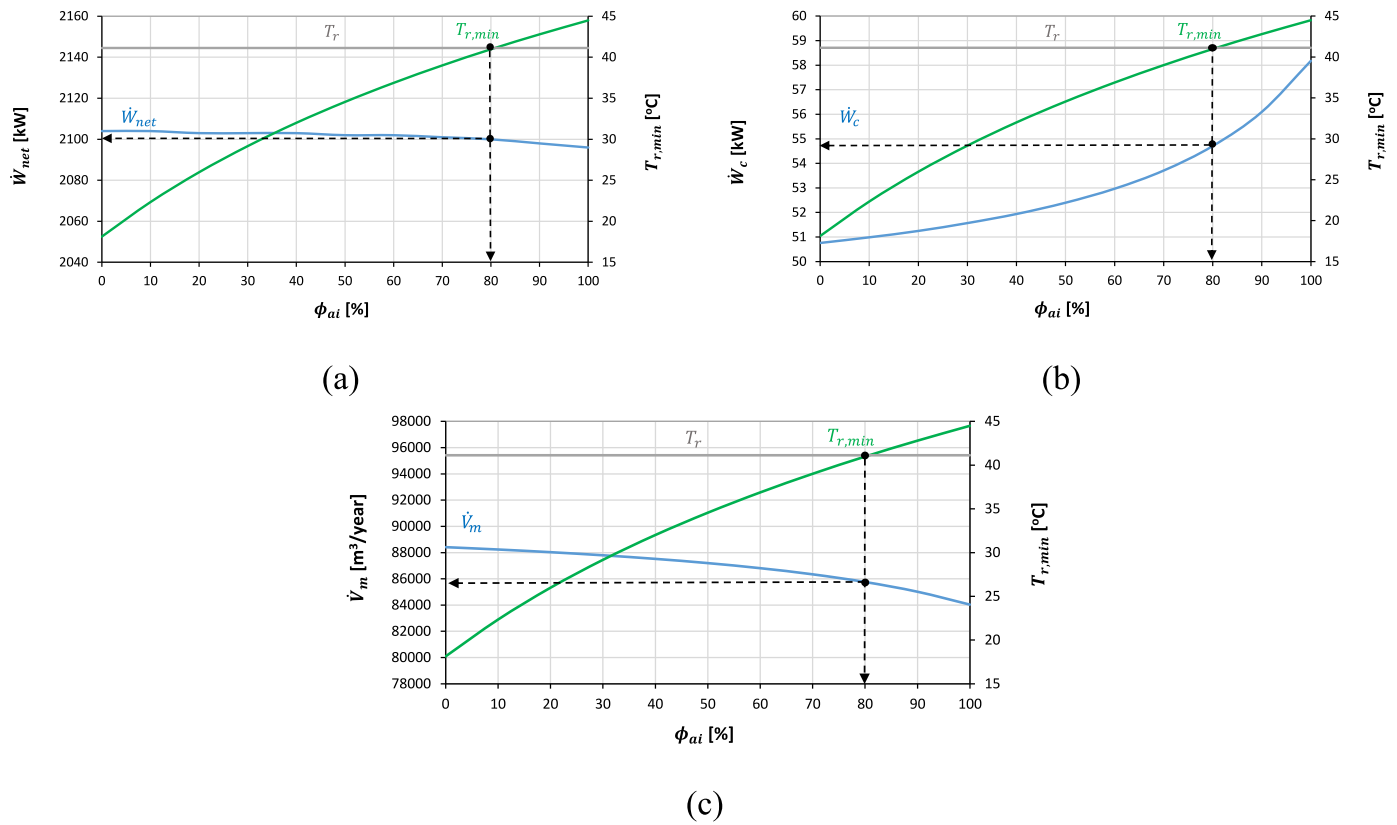 2160
2140
2120
2100
2080
2060
2040
Ẇnet [kW]
45
40
35
30
25
20
15
Tr,min [°C]
Tr
Tr,min
Ẇnet
0 10 20 30 40 50 60 70 80 90 100
ϕai [%]
(a)
60
59
58
57
56
55
54
53
52
51
50
Ẇc [kW]
45
40
35
30
25
20
15
Tr,min [°C]
Tr
Tr,min
Ẇc
0 10 20 30 40 50 60 70 80 90 100
ϕai [%]
(b)
98000
96000
94000
92000
90000
88000
86000
84000
82000
80000
78000
V̇m [m³/year]
45
40
35
30
25
20
15
Tr,min [°C]
Tr
Tr,min
V̇m
0 10 20 30 40 50 60 70 80 90 100
ϕai [%]
(c)